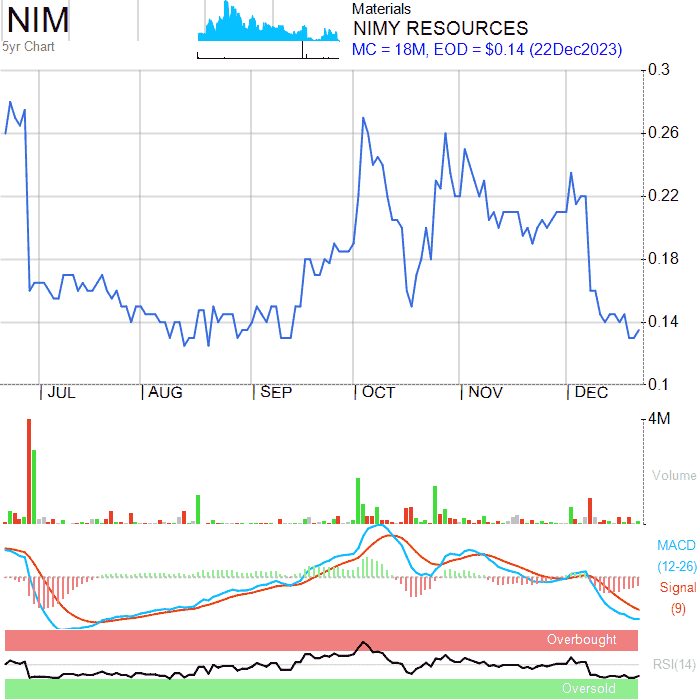 NIM
5yr Chart
Materials
NIMY RESOURCES
MC = 18M, EOD = $0.14 (22Dec2023)
0.3
0.26
0.22
0.18
0.14
0.1
JUL AUG SEP OCT NOV DEC
4M
Volume
MACD
(12-26)
Signal
(9)
Overbought
RSI(14)
Oversold